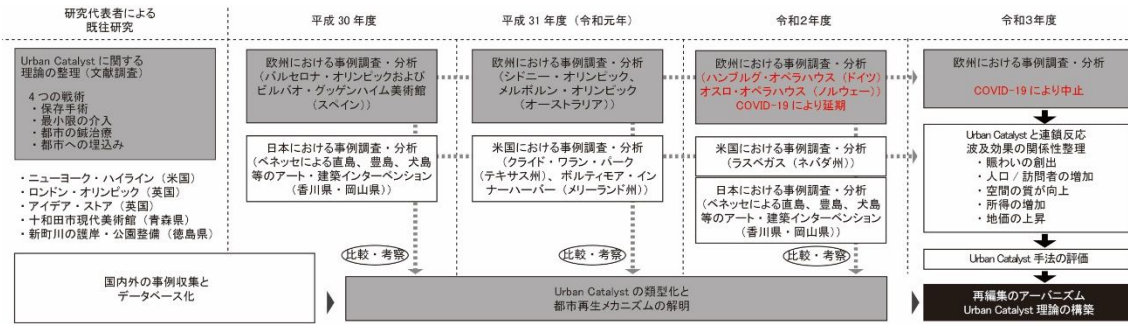 研究代表者による
既往研究
Urban Catalyst に関する
理論の整理（文献調査）
４つの戦術
・保存手術
・最小限の介入
・都市の鍼治療
・都市への埋込み
・ニューヨーク・ハイライン（米国）
・ロンドン・オリンピック（英国）
・アイデア・ストア（英国）
・十和田市現代美術館（青森県）
・新町川の護岸・公園整備（徳島県）
国内外の事例収集と
データベース化
平成 30 年度
欧州における事例調査・分析
（バルセロナ・オリンピックおよび
ビルバオ・グッゲンハイム美術館
（スペイン））
日本における事例調査・分析
（ベネッセによる直島、豊島、犬島
等のアート・建築インターベンション
（香川県・岡山県））
比較・考察
平成 31 年度（令和元年）
欧州における事例調査・分析
（シドニー・オリンピック、
メルボルン・オリンピック
（オーストラリア））
米国における事例調査・分析
（クライド・ワラン・パーク
（テキサス州）、ボルティモア・イン
ナーハーバー（メリーランド州）
比較・考察
令和2年度
欧州における事例調査・分析
（ハンブルグ・オペラハウス（ドイツ）
オスロ・オペラハウス（ノルウェー））
COVID-19 により延期
米国における事例調査・分析
（ラスベガス（ネバダ州）
日本における事例調査・分析
（ベネッセによる直島、豊島、犬島
等のアート・建築インターベンション
（香川県・岡山県））
比較・考察
Urban Catalyst の類型化と
都市再生メカニズムの解明
令和3年度
欧州における事例調査・分析
COVID-19 により中止
Urban Catalyst と連鎖反応
波及効果の関係性整理
・賑わいの創出
・人口 / 訪問者の増加
・空間の質が向上
・所得の増加
・地価の上昇
Urban Catalyst 手法の評価
再編集のアーバニズム
Urban Catalyst 理論の構築